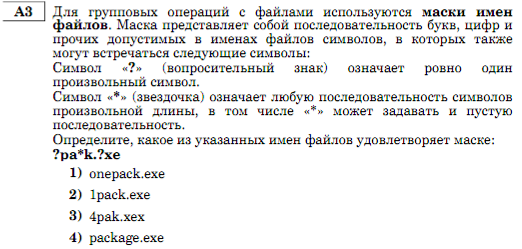 А3 Для групповых операций с файлами используются маски имен
файлов. Маска представляет собой последовательность букв, цифр и
прочих допустимых в именах файлов символов, в которых также
могут встречаться следующие символы:
Символ «?» (вопросительный знак) означает ровно один
произвольный символ.
Символ «*» (звездочка) означает любую последовательность символов
произвольной длины, в том числе «*» может задавать и пустую
последовательность.
Определите, какое из указанных имен файлов удовлетворяет маске:
?pa*k.?xe
1) onepack.exe
2) 1pack.exe
3) 4pak.xex
4) package.exe